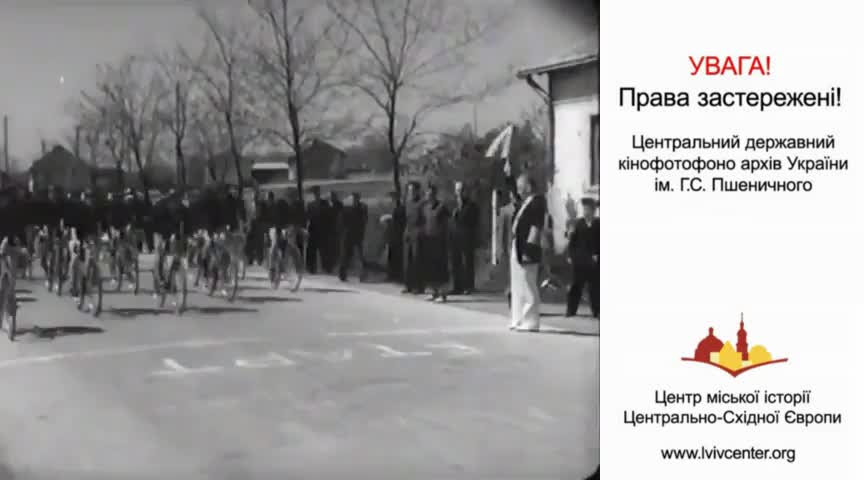 УВАГА!
Права застережені!
Центральний державний
кінофотофоно архів України
ім. Г.С. Пшеничного
Центр міської історії
Центрально-Східної Європи
www.lvivcenter.org